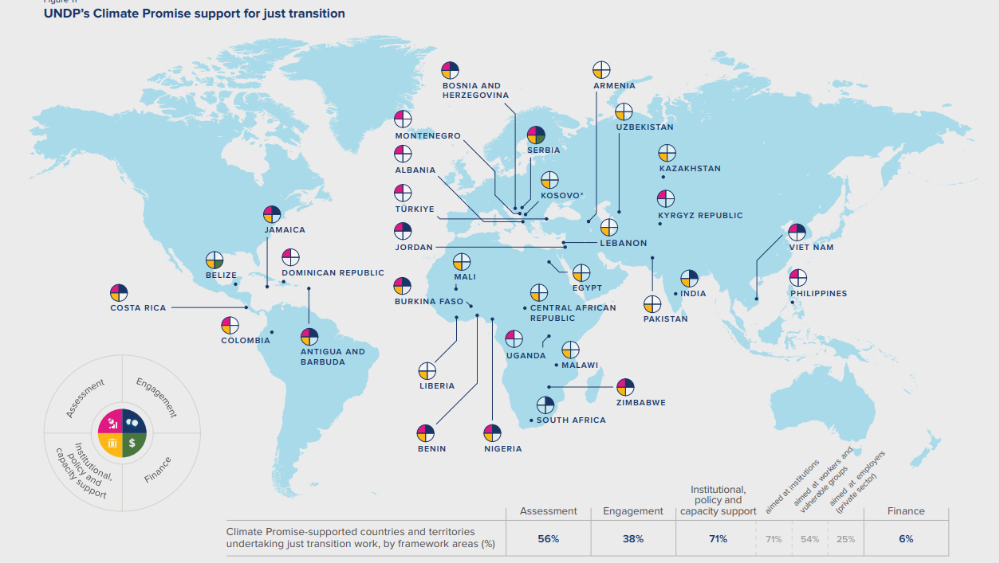 Figure 11
UNDP's Climate Promise support for just transition
BOSNIA AND
HERZEGOVINA
ARMENIA
UZBEKISTAN
MONTENEGRO
SERBIA
KAZAKHSTAN
ALBANIA
KOSOVO*
TÜRKIYE
KYRGYZ REPUBLIC
JAMAICA
JORDAN
LEBANON
VIET NAM
BELIZE
DOMINICAN REPUBLIC
MALI
EGYPT
INDIA
PHILIPPINES
COSTA RICA
BURKINA FASO
CENTRAL AFRICAN
REPUBLIC
PAKISTAN
COLOMBIA
ANTIGUA AND
BARBUDA
UGANDA
MALAWI
LIBERIA
ZIMBABWE
SOUTH AFRICA
BENIN
NIGERIA
Assessment
Engagement
Institutional,
policy and
capacity support
Finance
$
Assessment
Engagement
Institutional,
policy and
capacity support
aimed at institutions
aimed at workers and
vulnerable groups
aimed at employers
(private sector)
Finance
Climate Promise-supported countries and territories
undertaking just transition work, by framework areas (%)
56%
38%
71%
71%
54%
25%
6%